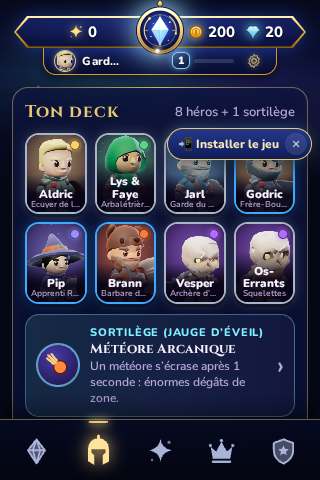 0
200
20
Gard...
1
TON DECK
8 héros + 1 sortilège
Installer le jeu ×
Aldric
Écuyer de l...
Lys & Faye
Arbalétrièr...
Jarl
Garde du ...
Godric
Frère-Bou...
Pip
Apprenti R...
Brann
Barbare d...
Vesper
Archère d'...
Os-Errants
Squelettes
SORTILÈGE (JAUGE D'ÉVEIL)
MÉTÉORE ARCANIQUE
Un météore s'écrase après 1
seconde : énormes dégâts de
zone.